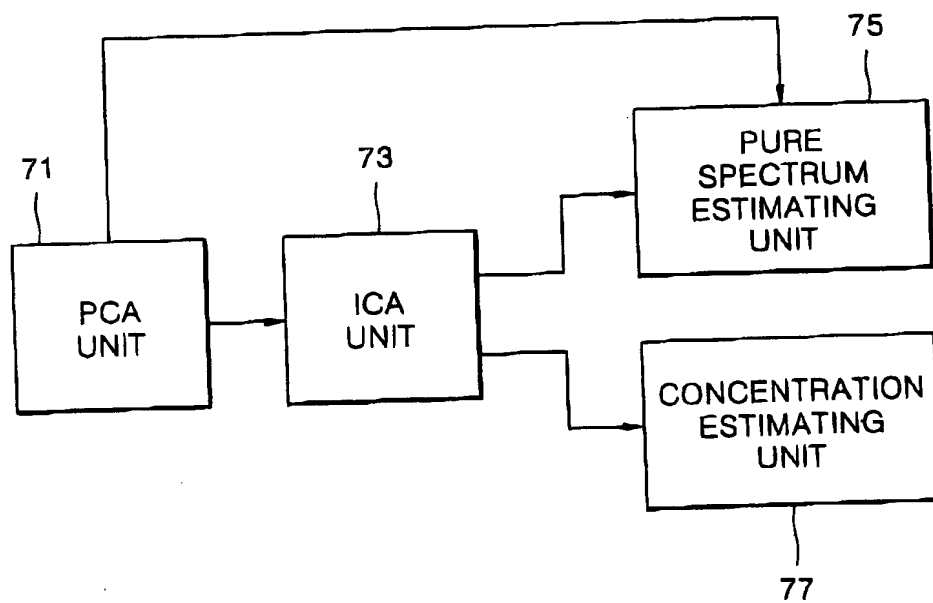 75
PURE
SPECTRUM
ESTIMATING
UNIT
71
PCA
UNIT
73
ICA
UNIT
CONCENTRATION
ESTIMATING
UNIT
77